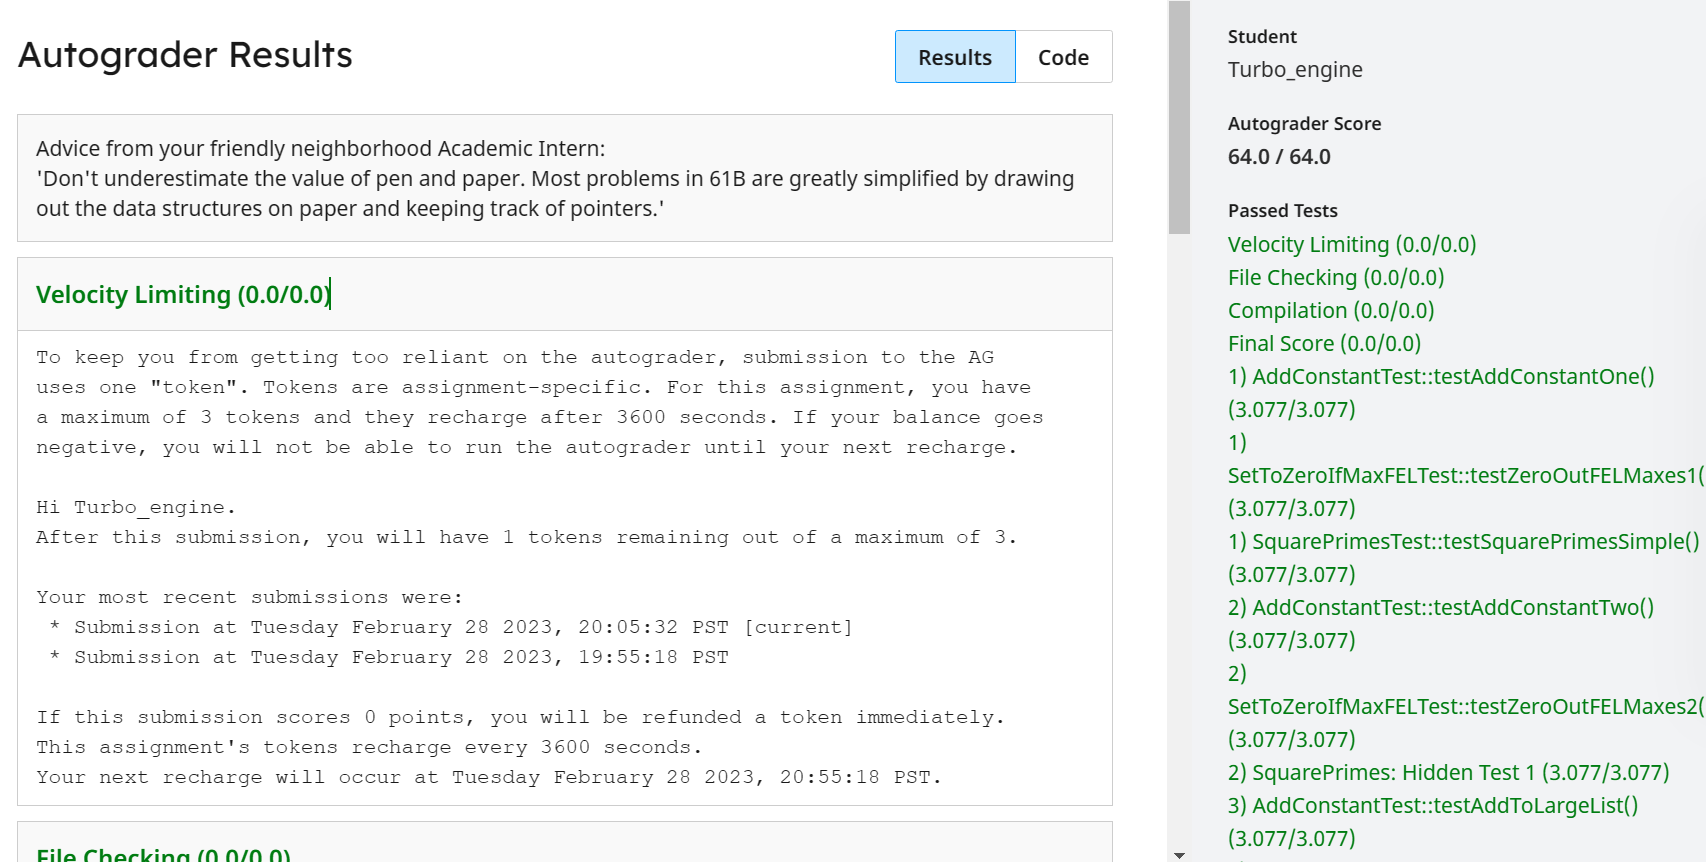 Autograder Results
Results
Code
Advice from your friendly neighborhood Academic Intern:
'Don't underestimate the value of pen and paper. Most problems in 61B are greatly simplified by drawing
out the data structures on paper and keeping track of pointers.'
Velocity Limiting (0.0/0.0)
To keep you from getting too reliant on the autograder, submission to the AG
uses one "token". Tokens are assignment-specific. For this assignment, you have
a maximum of 3 tokens and they recharge after 3600 seconds. If your balance goes
negative, you will not be able to run the autograder until your next recharge.
Hi Turbo_engine.
After this submission, you will have 1 tokens remaining out of a maximum of 3.
Your most recent submissions were:
* Submission at Tuesday February 28 2023, 20:05:32 PST [current]
* Submission at Tuesday February 28 2023, 19:55:18 PST
If this submission scores 0 points, you will be refunded a token immediately.
This assignment's tokens recharge every 3600 seconds.
Your next recharge will occur at Tuesday February 28 2023, 20:55:18 PST.
File Checking (0.0/0.0)
Student
Turbo_engine
Autograder Score
64.0 / 64.0
Passed Tests
Velocity Limiting (0.0/0.0)
File Checking (0.0/0.0)
Compilation (0.0/0.0)
Final Score (0.0/0.0)
1) AddConstantTest::testAddConstantOne()
(3.077/3.077)
1)
SetToZeroIfMaxFELTest::testZeroOutFELMaxes1(
(3.077/3.077)
1) SquarePrimesTest::testSquarePrimesSimple()
(3.077/3.077)
2) AddConstantTest::testAddConstantTwo()
(3.077/3.077)
2)
SetToZeroIfMaxFELTest::testZeroOutFELMaxes2(
(3.077/3.077)
2) SquarePrimes: Hidden Test 1 (3.077/3.077)
3) AddConstantTest::testAddToLargeList()
(3.077/3.077)